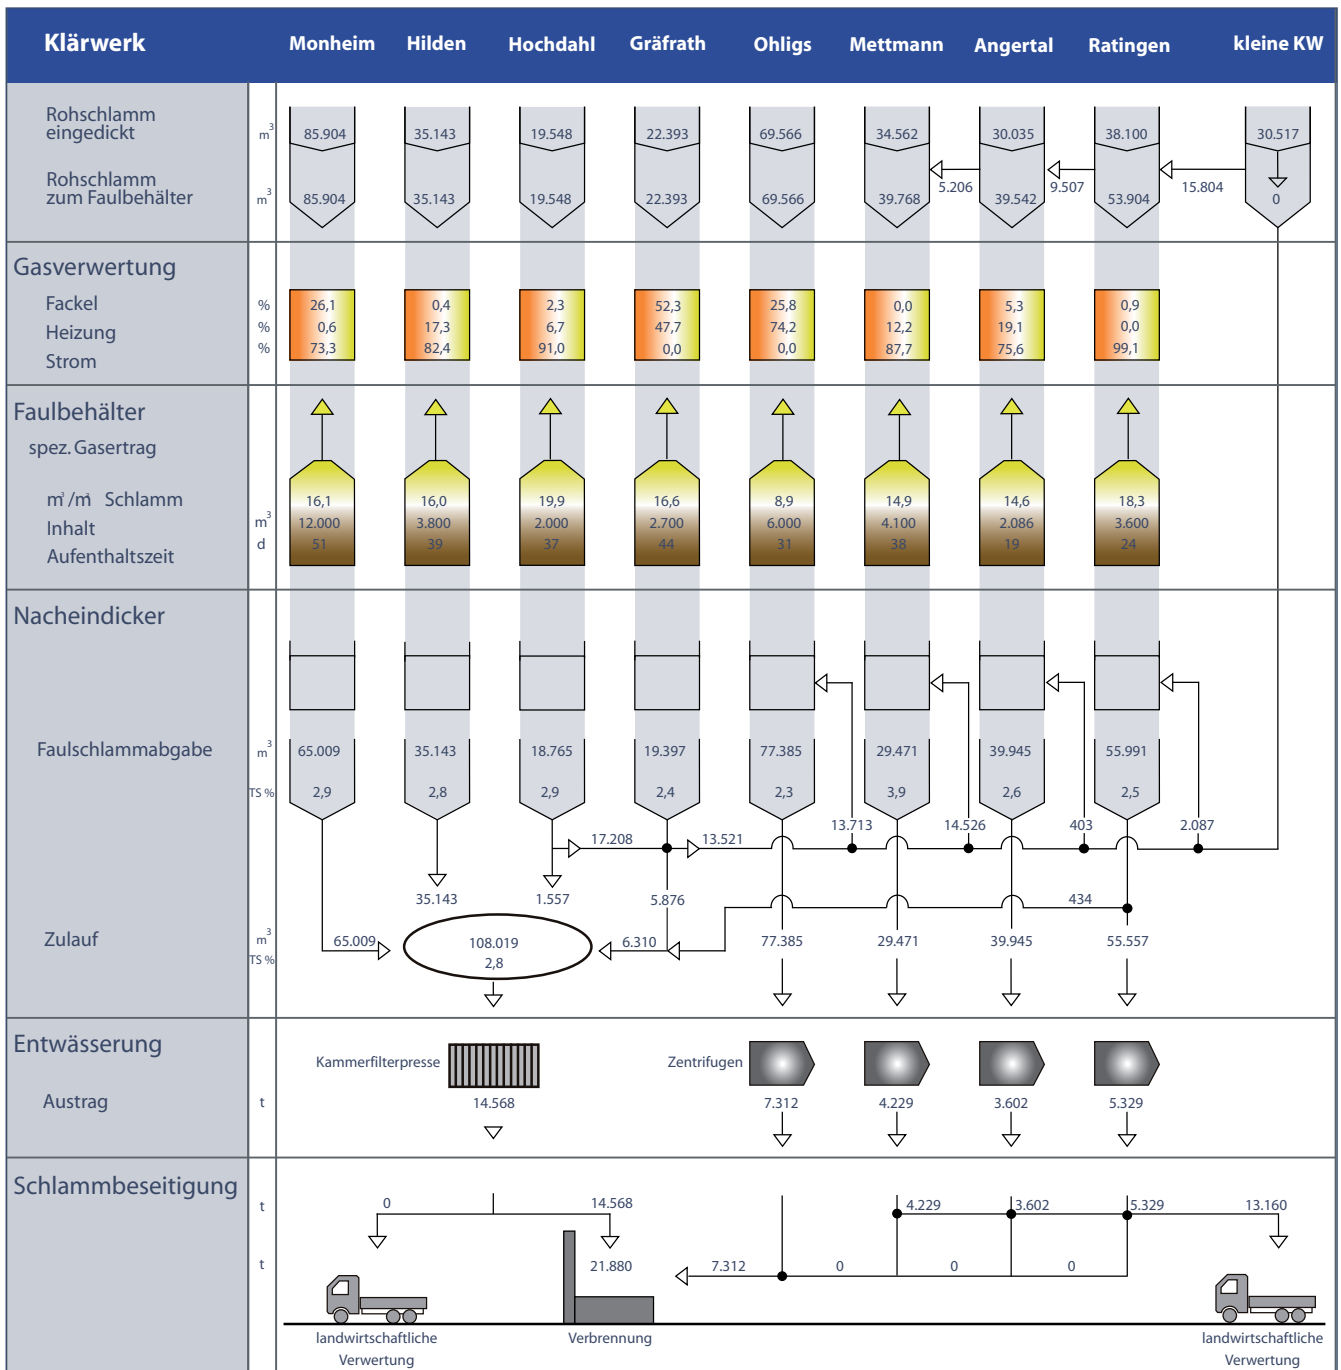 Klärwerk Monheim Hilden Hochdahl Gräfrath Ohligs Mettmann Angertal Ratingen kleine KW
Rohschlamm
eingedickt m³ 85.904 35.143 19.548 22.393 69.566 34.562 30.035 38.100 30.517
5.206 9.507 15.804
Rohschlamm
zum Faulbehälter m³ 85.904 35.143 19.548 22.393 69.566 39.768 39.542 53.904 0
Gasverwertung
Fackel % 26,1 0,4 2,3 52,3 25,8 0,0 5,3 0,9
Heizung % 0,6 17,3 6,7 47,7 74,2 12,2 19,1 0,0
Strom % 73,3 82,4 91,0 0,0 0,0 87,7 75,6 99,1
Faulbehälter
spez. Gasertrag
m³/m³ Schlamm 16,1 16,0 19,9 16,6 8,9 14,9 14,6 18,3
Inhalt m³ 12.000 3.800 2.000 2.700 6.000 4.100 2.086 3.600
Aufenthaltszeit d 51 39 37 44 31 38 19 24
Nacheindicker
Faulschlammabgabe m³ 65.009 35.143 18.765 19.397 77.385 29.471 39.945 55.991
TS % 2,9 2,8 2,9 2,4 2,3 3,9 2,6 2,5
13.713 14.526 403 2.087
17.208 13.521
35.143 1.557 5.876 434
Zulauf m³ 65.009 108.019 6.310 77.385 29.471 39.945 55.557
TS % 2,8
Entwässerung
Kammerfilterpresse Zentrifugen
Austrag t 14.568 7.312 4.229 3.602 5.329
Schlammbeseitigung
t 0 14.568 4.229 3.602 5.329 13.160
t 21.880 7.312 0 0 0
landwirtschaftliche Verbrennung landwirtschaftliche
Verwertung Verwertung